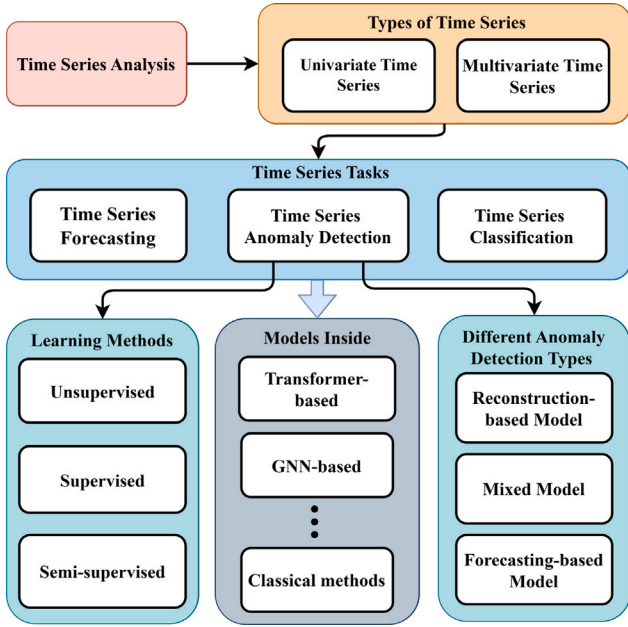 Time Series Analysis
Types of Time Series
Univariate Time
Series
Multivariate Time
Series
Time Series Tasks
Time Series
Forecasting
Time Series
Anomaly Detection
Time Series
Classification
Learning Methods
Unsupervised
Supervised
Semi-supervised
Models Inside
Transformer-
based
GNN-based
Classical methods
Different Anomaly
Detection Types
Reconstruction-
based Model
Mixed Model
Forecasting-based
Model